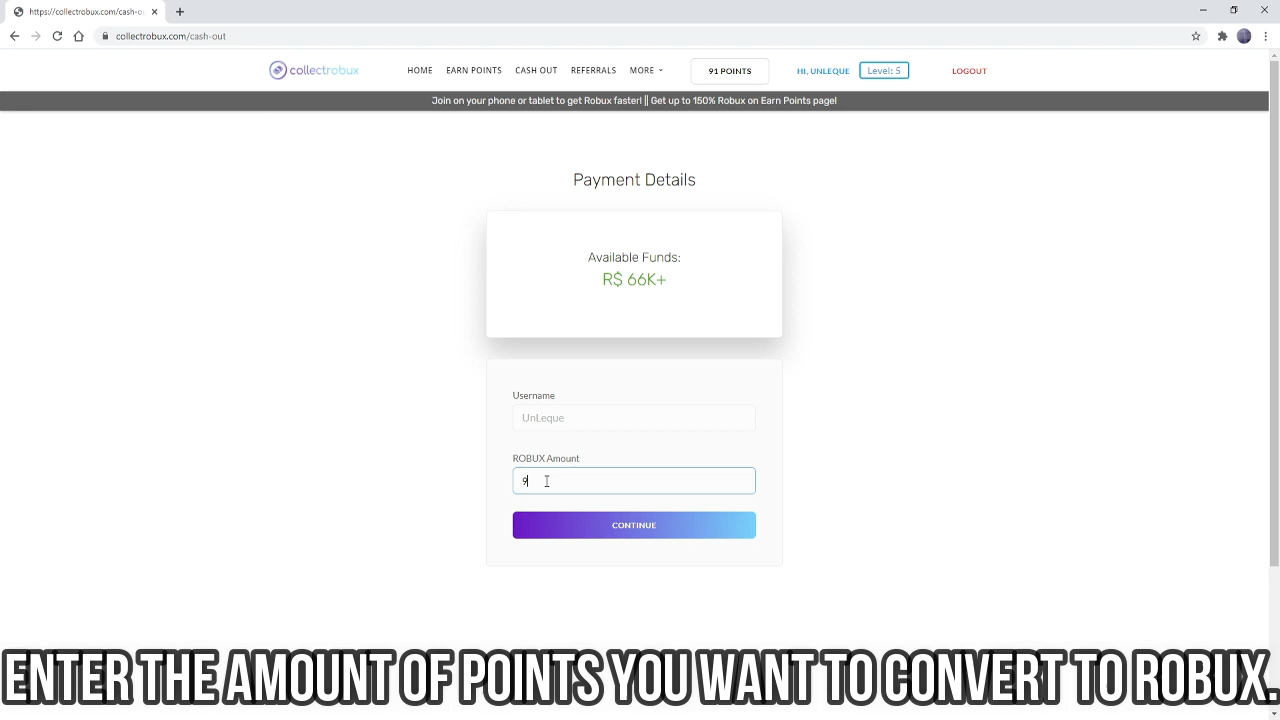 https://collectrobux.com/cash-o
collectrobux.com/cash-out
collectrobux HOME EARN POINTS CASH OUT REFERRALS MORE 91 POINTS HI, UNLEQUE Level: 5 LOGOUT
Join on your phone or tablet to get Robux faster! || Get up to 150% Robux on Earn Points page!
Payment Details
Available Funds:
R$ 66K+
Username
UnLeque
ROBUX Amount
9
CONTINUE
ENTER THE AMOUNT OF POINTS YOU WANT TO CONVERT TO ROBUX.